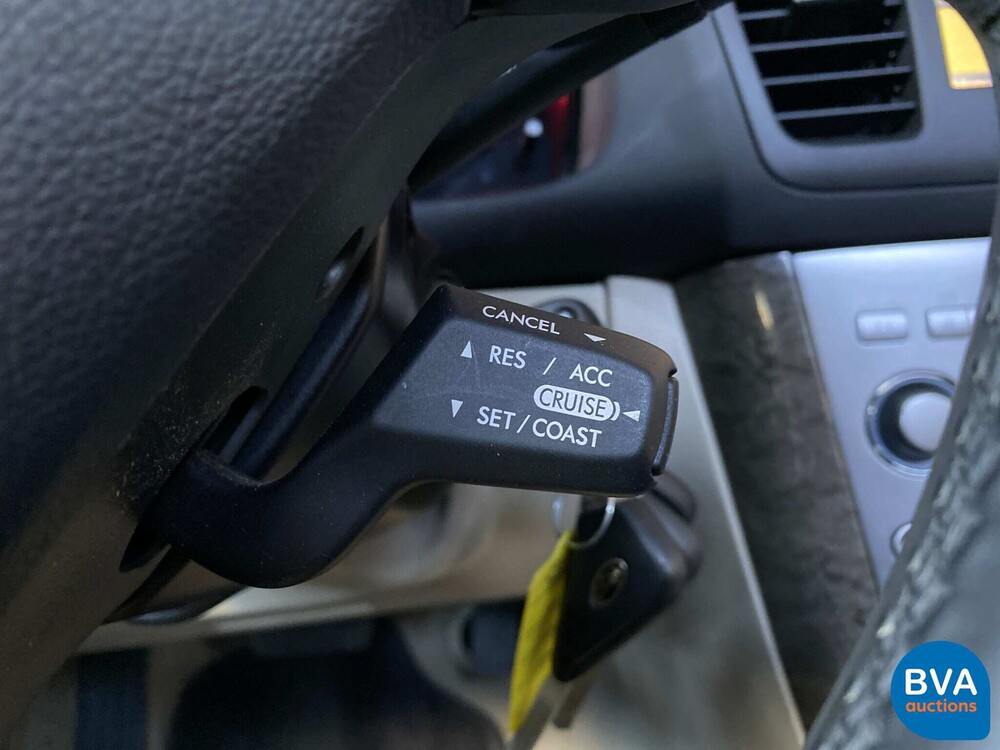 CANCEL
RES / ACC
CRUISE
SET / COAST
BVA
auctions